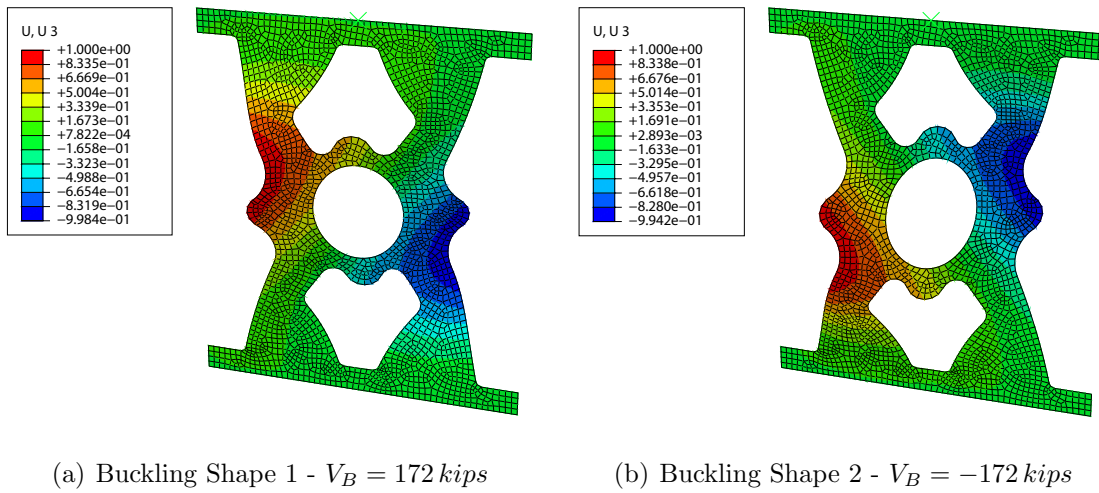 U, U 3
+1.000e+00
+8.335e−01
+6.669e−01
+5.004e−01
+3.339e−01
+1.673e−01
+7.822e−04
−1.658e−01
−3.323e−01
−4.988e−01
−6.654e−01
−8.319e−01
−9.984e−01
U, U 3
+1.000e+00
+8.338e−01
+6.676e−01
+5.014e−01
+3.353e−01
+1.691e−01
+2.893e−03
−1.633e−01
−3.295e−01
−4.957e−01
−6.618e−01
−8.280e−01
−9.942e−01
(a) Buckling Shape 1 - V_B = 172 kips
(b) Buckling Shape 2 - V_B = −172 kips